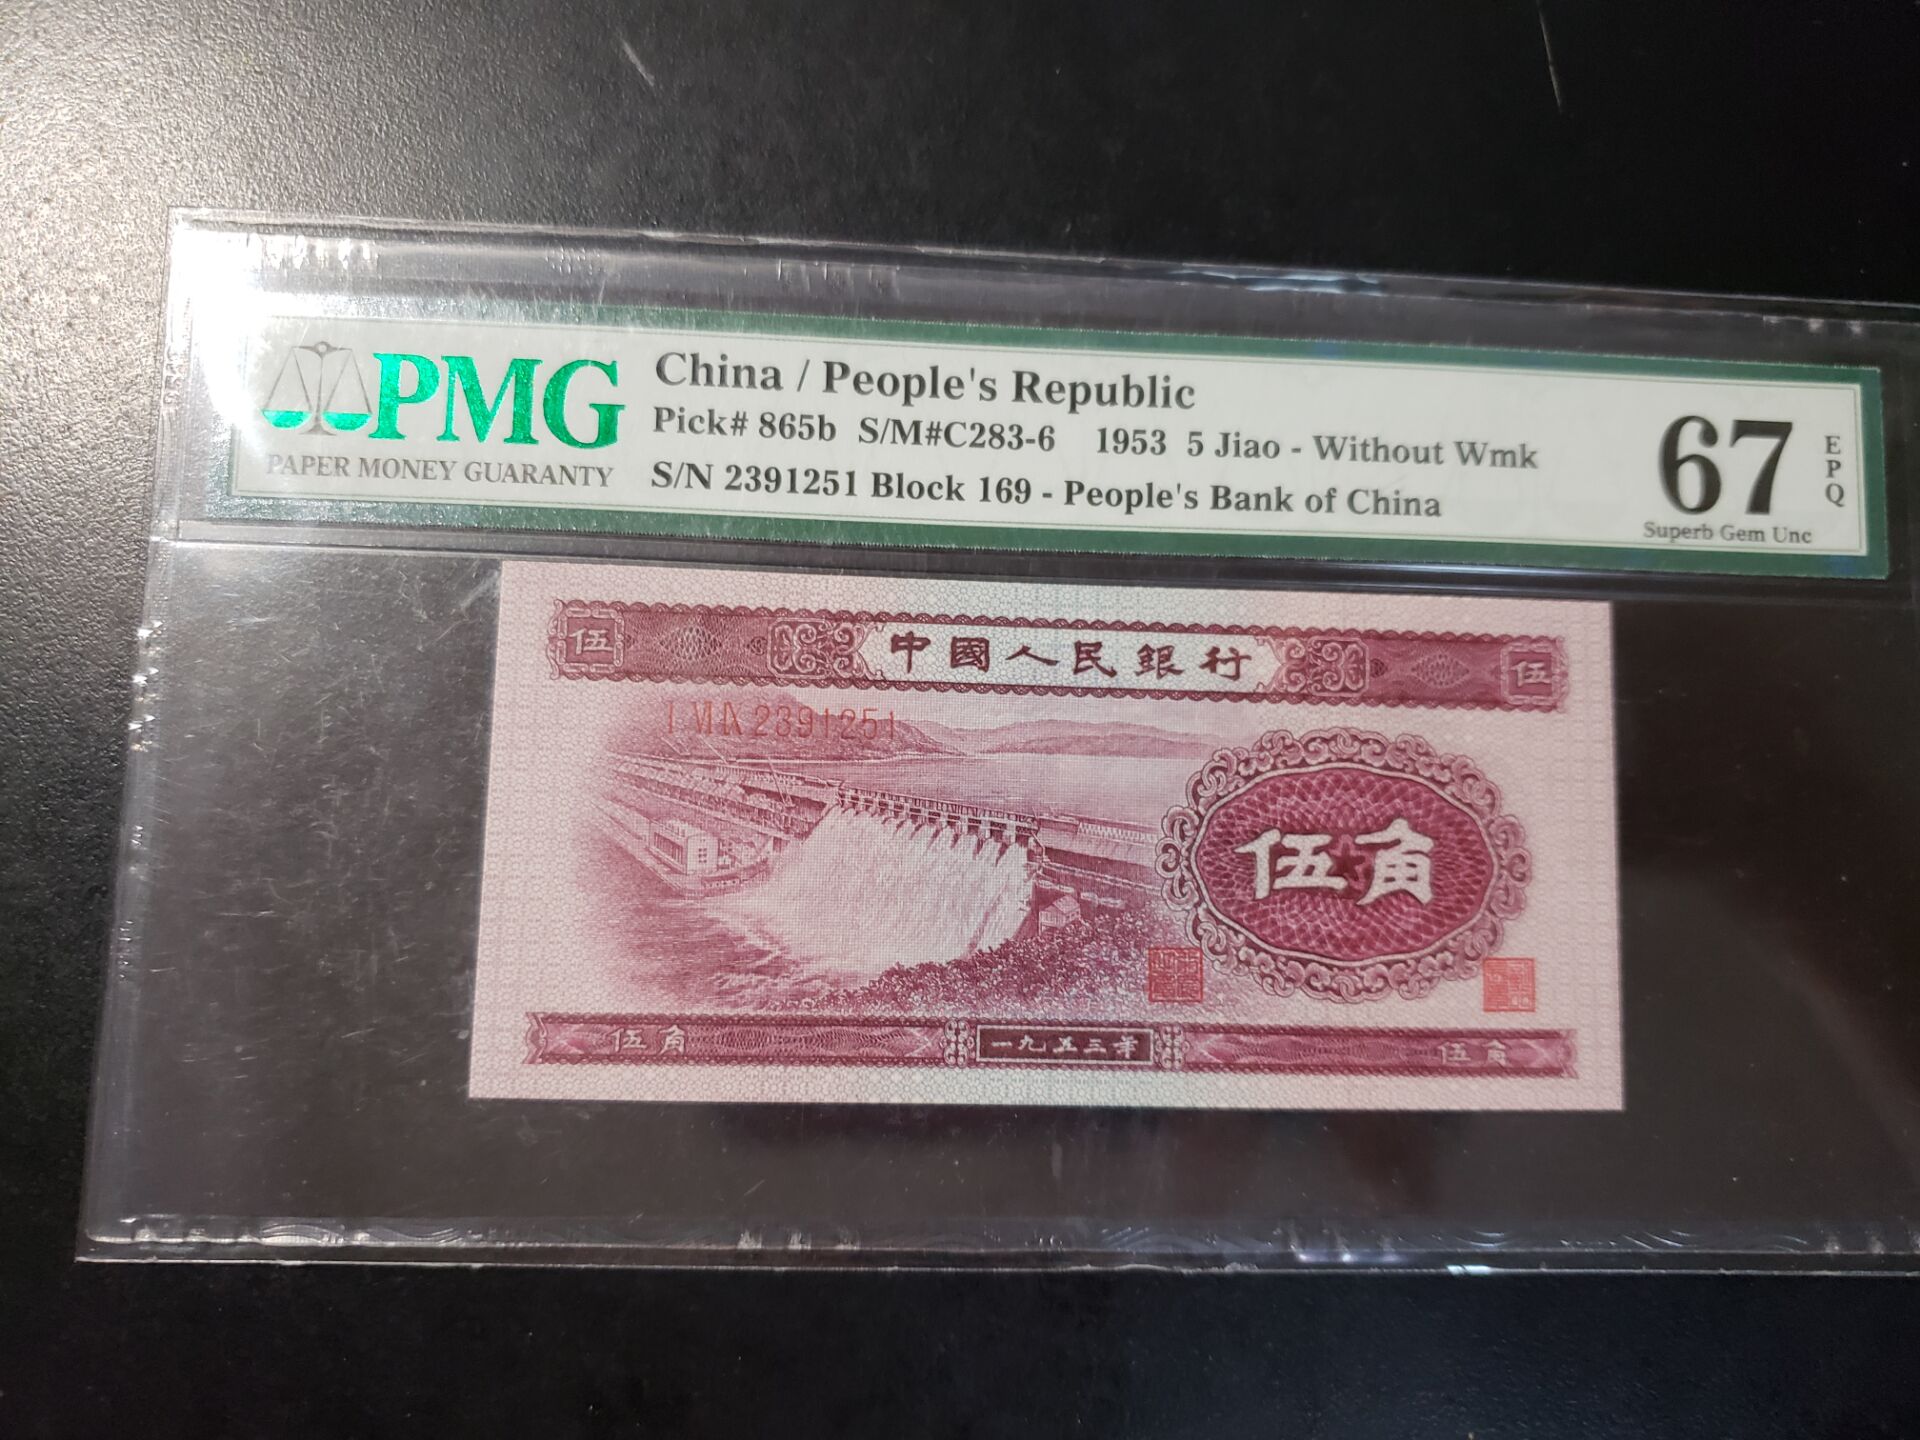 PMG
PAPER MONEY GUARANTY
China / People's Republic
Pick# 865b S/M#C283-6 1953 5 Jiao - Without Wmk
S/N 2391251 Block 169 - People's Bank of China
67
EPQ
Superb Gem Unc
伍 中國人民銀行 伍
I VI IX 2391251
伍角
伍角 一九五三年 伍角